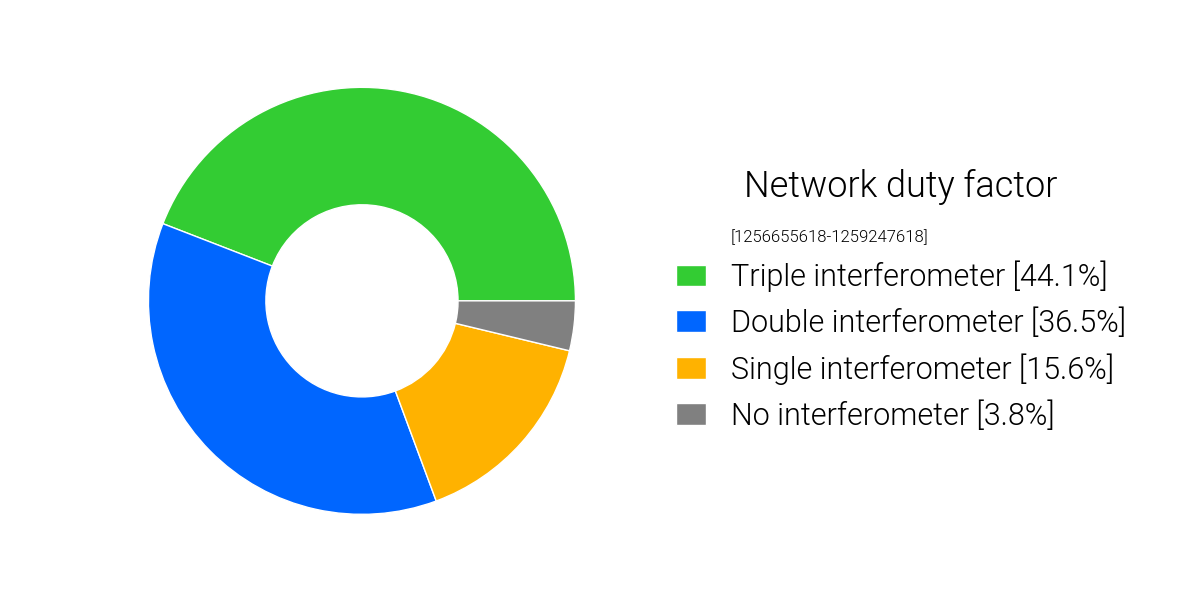 Network duty factor
[1256655618-1259247618]
Triple interferometer [44.1%]
Double interferometer [36.5%]
Single interferometer [15.6%]
No interferometer [3.8%]